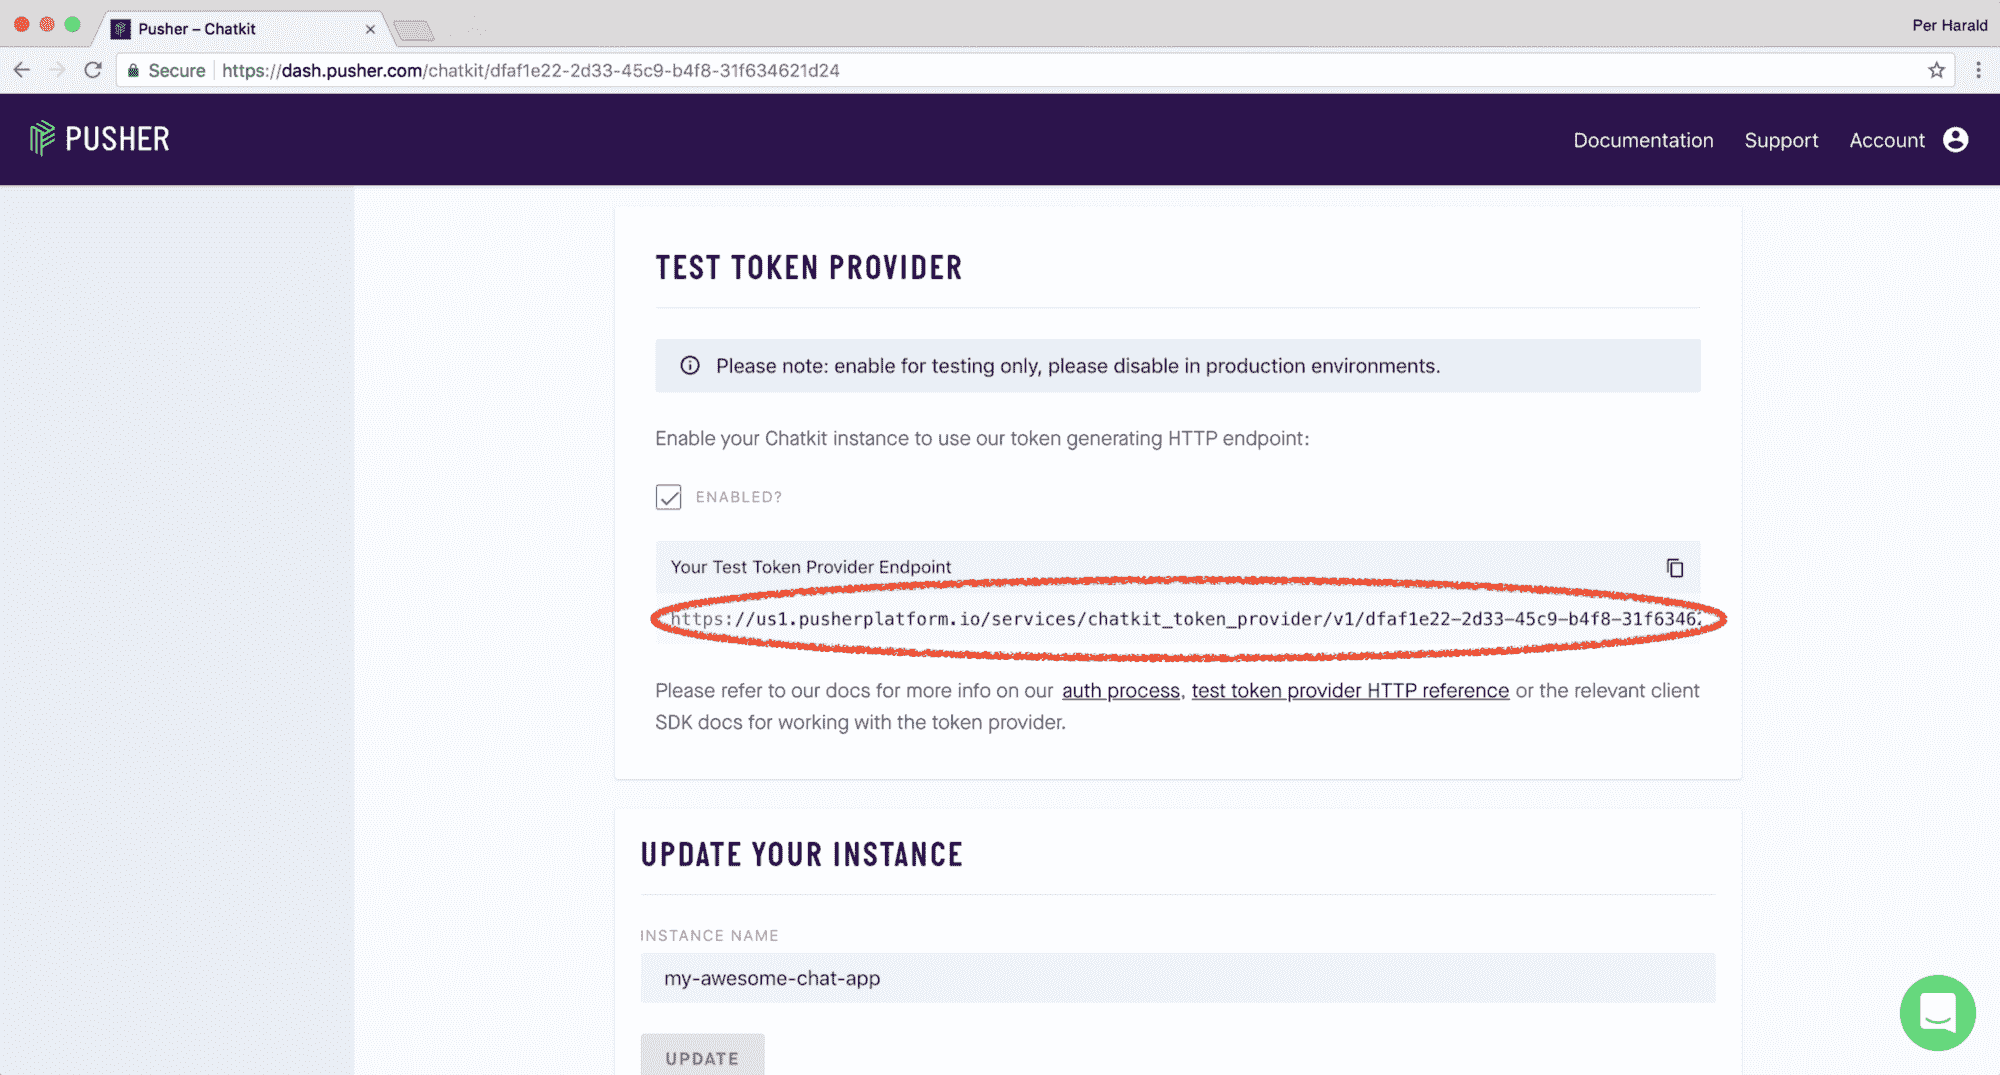 Pusher – Chatkit
Per Harald
Secure https://dash.pusher.com/chatkit/dfaf1e22-2d33-45c9-b4f8-31f634621d24
PUSHER
Documentation Support Account
TEST TOKEN PROVIDER
Please note: enable for testing only, please disable in production environments.
Enable your Chatkit instance to use our token generating HTTP endpoint:
ENABLED?
Your Test Token Provider Endpoint
https://us1.pusherplatform.io/services/chatkit_token_provider/v1/dfaf1e22-2d33-45c9-b4f8-31f63462
Please refer to our docs for more info on our auth process, test token provider HTTP reference or the relevant client
SDK docs for working with the token provider.
UPDATE YOUR INSTANCE
INSTANCE NAME
my-awesome-chat-app
UPDATE